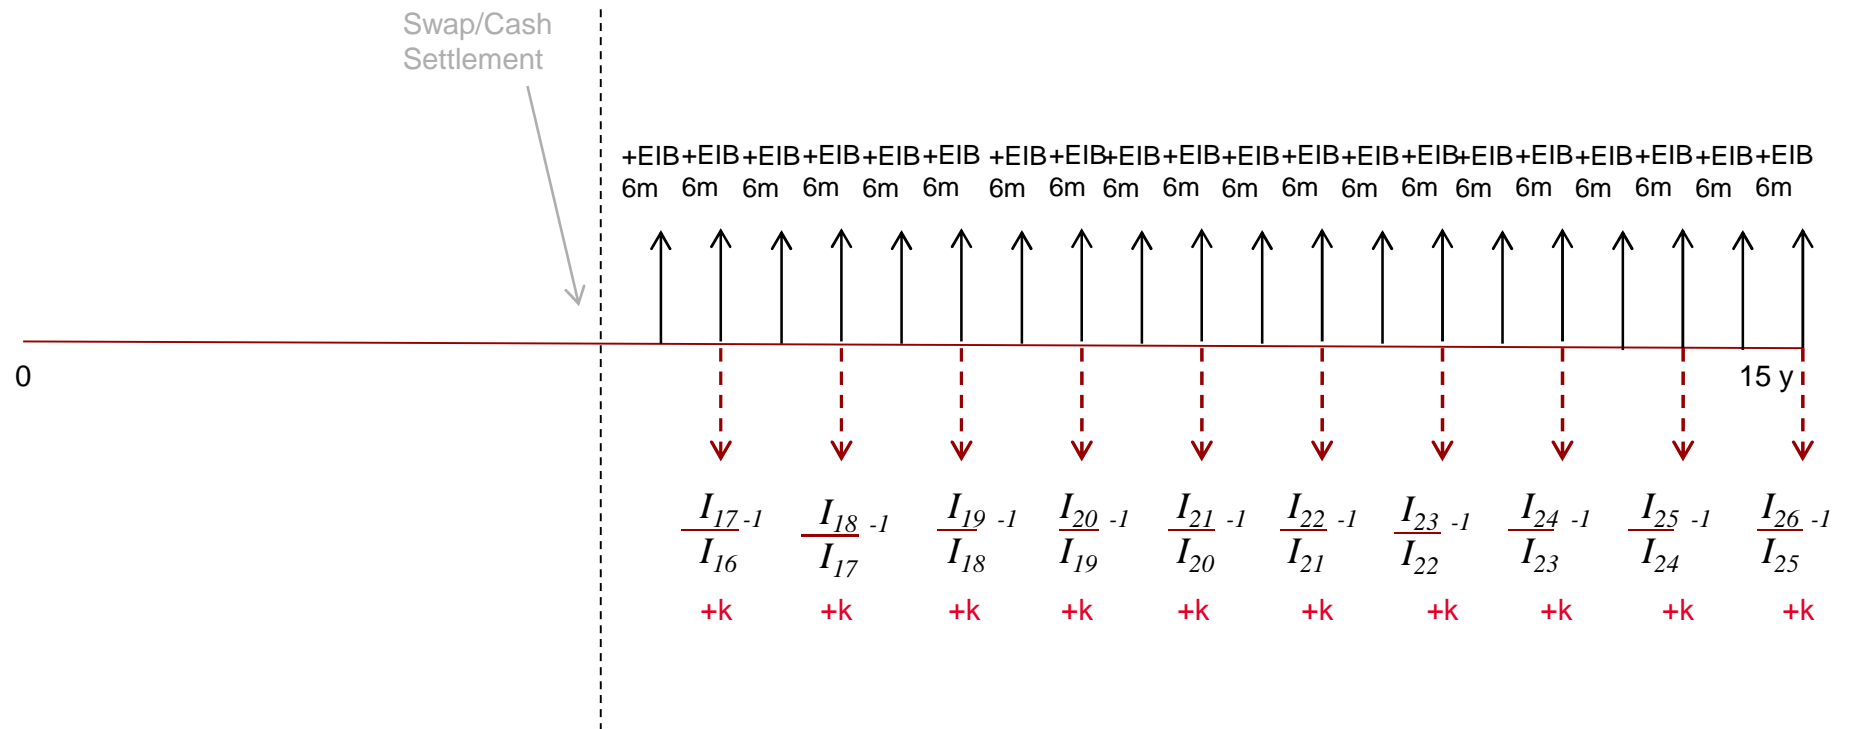 Swap/Cash
Settlement
+EIB +EIB +EIB +EIB +EIB +EIB +EIB +EIB +EIB +EIB +EIB +EIB +EIB +EIB +EIB +EIB +EIB +EIB +EIB +EIB
6m 6m 6m 6m 6m 6m 6m 6m 6m 6m 6m 6m 6m 6m 6m 6m 6m 6m 6m 6m
0 15 y
I17 -1 I18 -1 I19 -1 I20 -1 I21 -1 I22 -1 I23 -1 I24 -1 I25 -1 I26 -1
I16 I17 I18 I19 I20 I21 I22 I23 I24 I25
+k +k +k +k +k +k +k +k +k +k